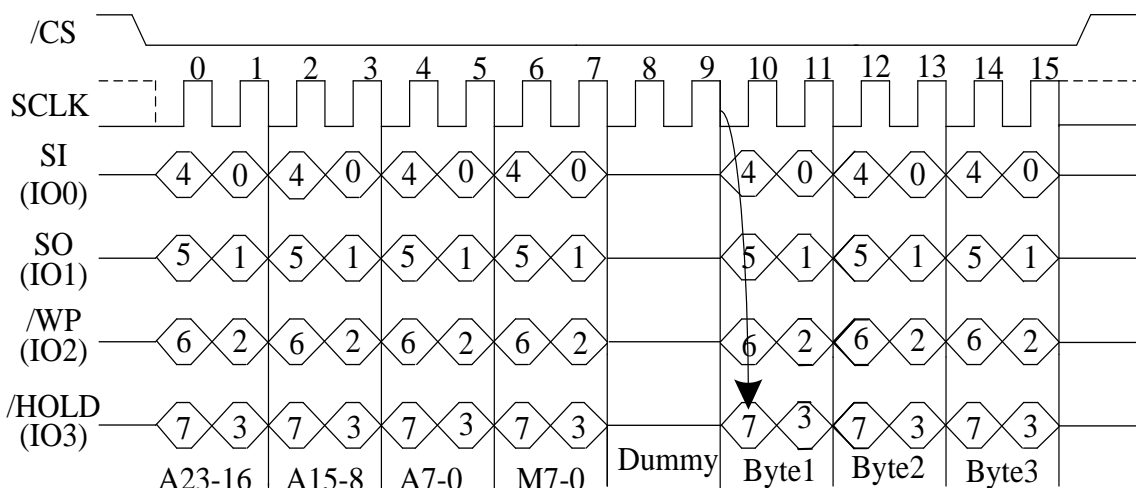 /CS
0 1 2 3 4 5 6 7 8 9 10 11 12 13 14 15
SCLK
SI
(IO0)
4 0 4 0 4 0 4 0 4 0 4 0 4 0
SO
(IO1)
5 1 5 1 5 1 5 1 5 1 5 1 5 1
/WP
(IO2)
6 2 6 2 6 2 6 2 6 2 6 2 6 2
/HOLD
(IO3)
7 3 7 3 7 3 7 3 7 3 7 3 7 3
A23-16 A15-8 A7-0 M7-0 Dummy Byte1 Byte2 Byte3